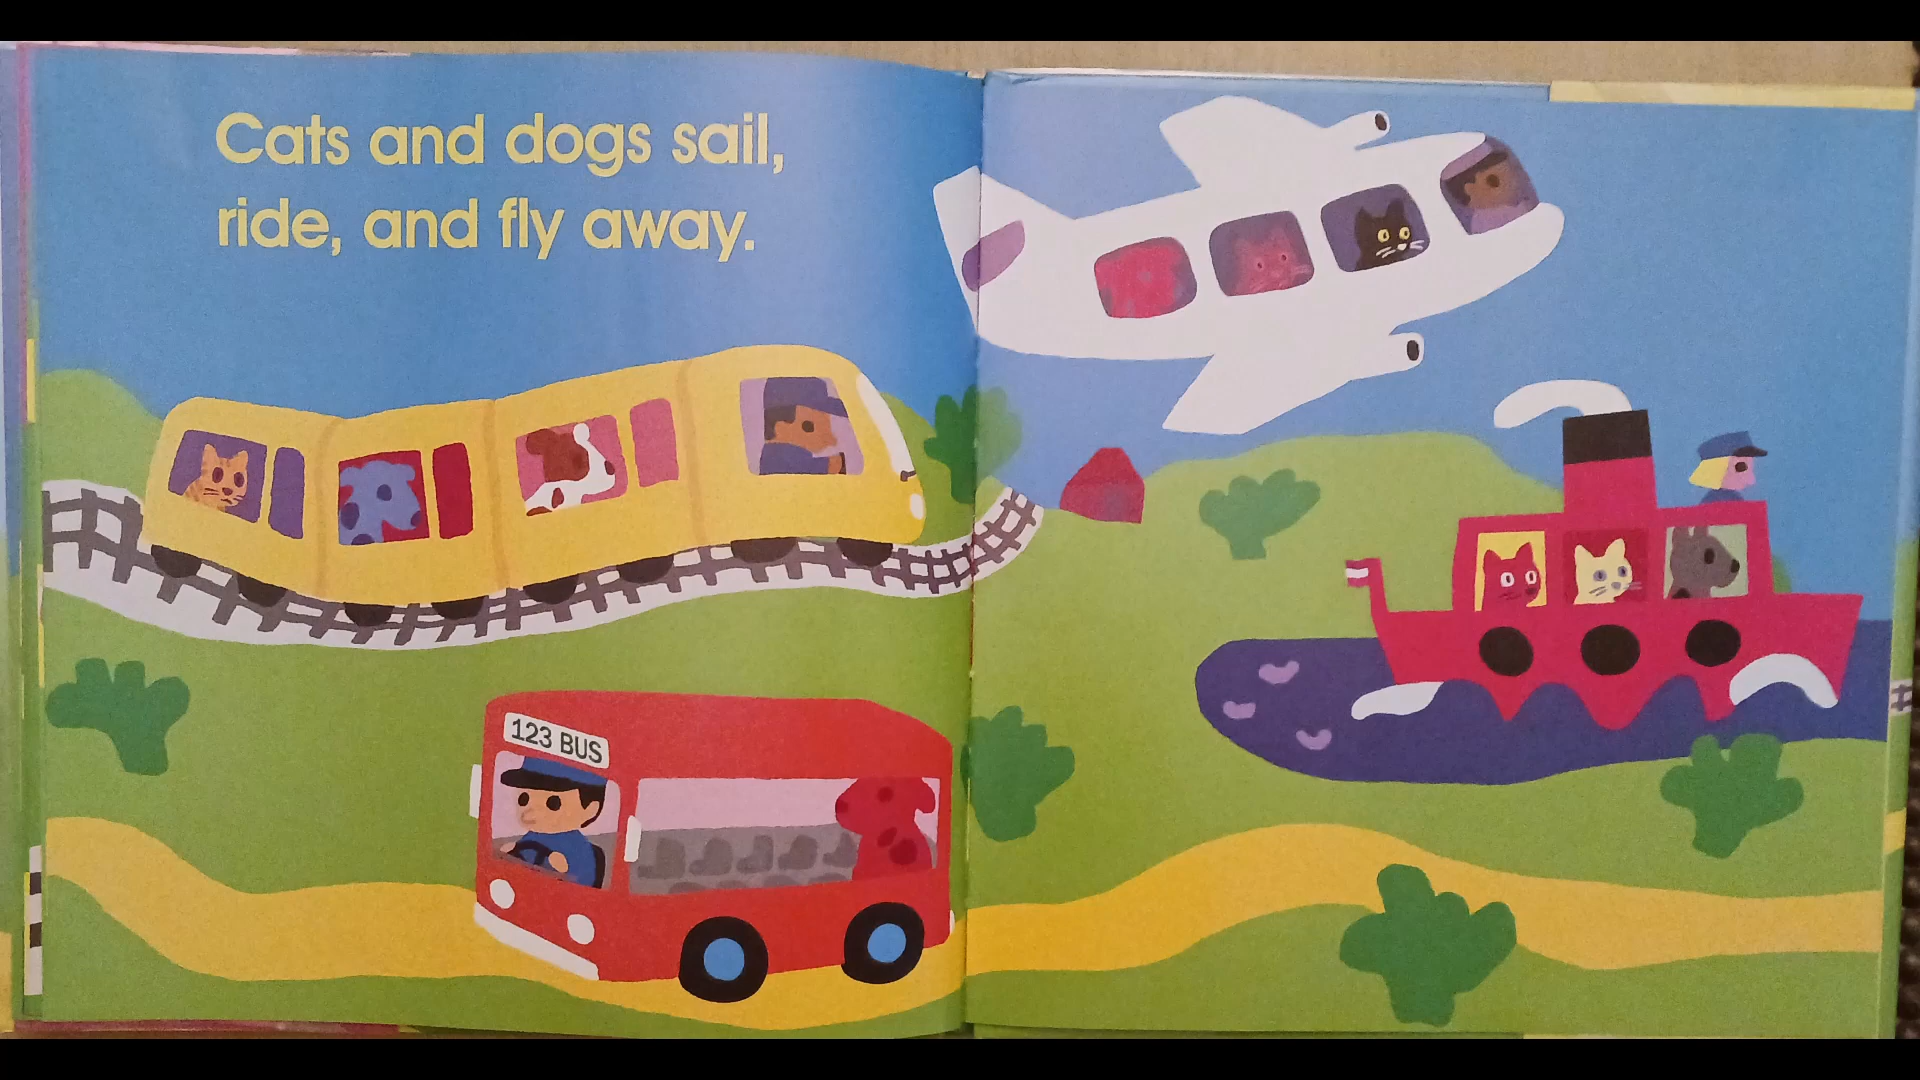 Cats and dogs sail,
ride, and fly away.
123 BUS